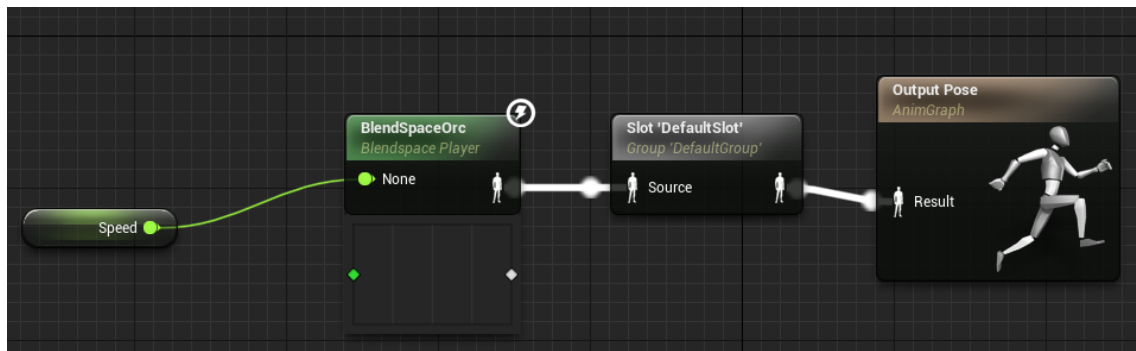 Speed
BlendSpaceOrc
Blendspace Player
None
Slot 'DefaultSlot'
Group 'DefaultGroup'
Source
Output Pose
AnimGraph
Result